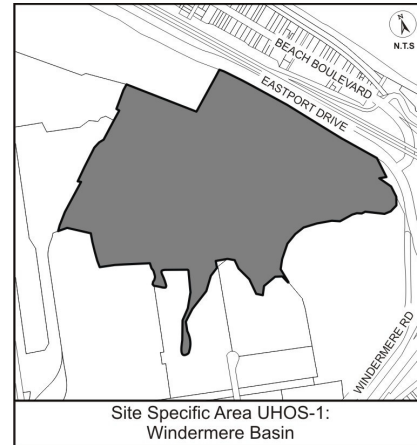 N
N.T.S
BEACH BOULEVARD
EASTPORT DRIVE
WINDERMERE RD
Site Specific Area UHOS-1:
Windermere Basin